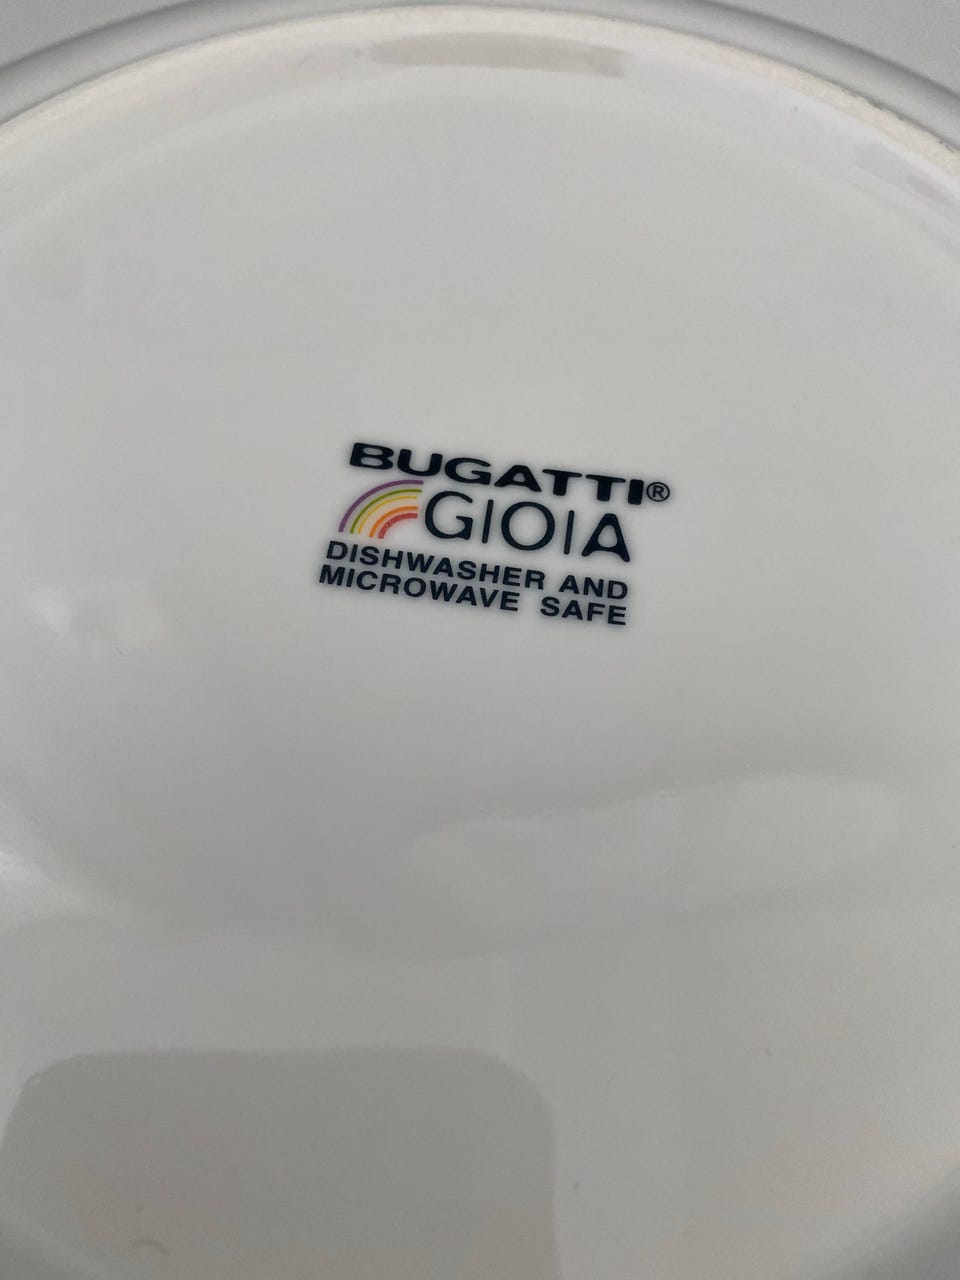 BUGATTI®
GIOIA
DISHWASHER AND
MICROWAVE SAFE